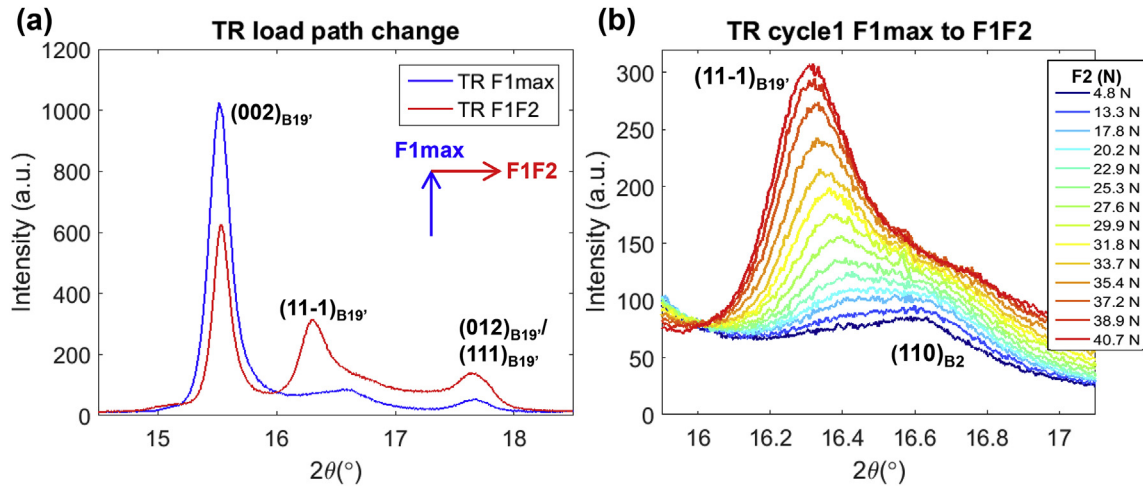 (a)
TR load path change
1200
1000
800
600
400
200
0
Intensity (a.u.)
15
16
17
18
2θ(°)
TR F1max
TR F1F2
(002)B19'
F1max
F1F2
(11-1)B19'
(012)B19'/
(111)B19'
(b)
TR cycle1 F1max to F1F2
300
250
200
150
100
50
0
Intensity (a.u.)
16
16.2
16.4
16.6
16.8
17
2θ(°)
(11-1)B19'
(110)B2
F2 (N)
4.8 N
13.3 N
17.8 N
20.2 N
22.9 N
25.3 N
27.6 N
29.9 N
31.8 N
33.7 N
35.4 N
37.2 N
38.9 N
40.7 N